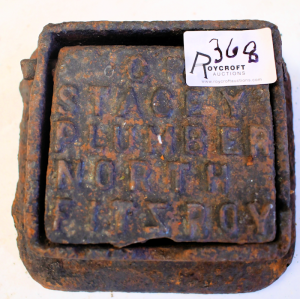 368
ROYCROFT
AUCTIONS
STACEY
PLUMBER
NORTH
FITZROY